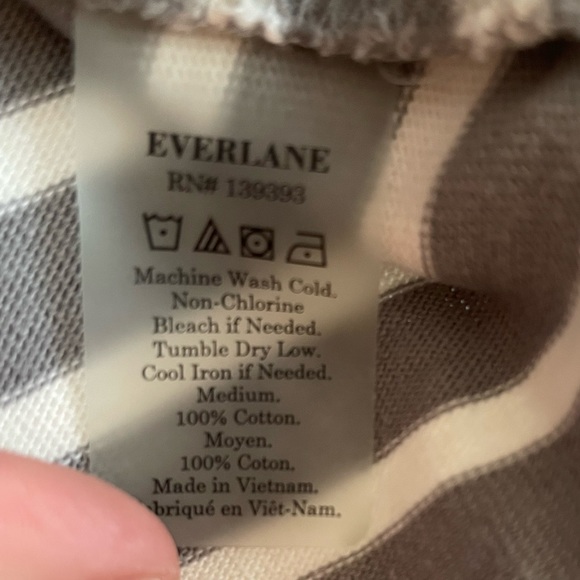 EVERLANE
RN# 139393
Machine Wash Cold.
Non-Chlorine
Bleach if Needed.
Tumble Dry Low.
Cool Iron if Needed.
Medium.
100% Cotton.
Moyen.
100% Coton.
Made in Vietnam.
briqué en Viêt-Nam.